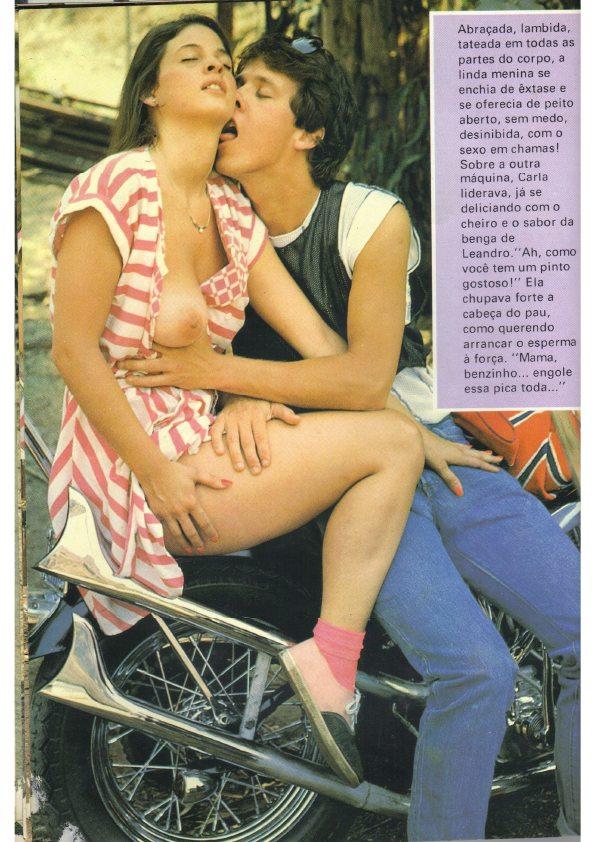 Abraçada, lambida,
tateada em todas as
partes do corpo, a
linda menina se
enchia de êxtase e
se oferecia de peito
aberto, sem medo,
desinibida, com o
sexo em chamas!
Sobre a outra
máquina, Carla
liderava, já se
deliciando com o
cheiro e o sabor da
benga de
Leandro.“Ah, como
você tem um pinto
gostoso!” Ela
chupava forte a
cabeça do pau,
como querendo
arrancar o esperma
à força. “Mama,
benzinho... engole
essa pica toda...”